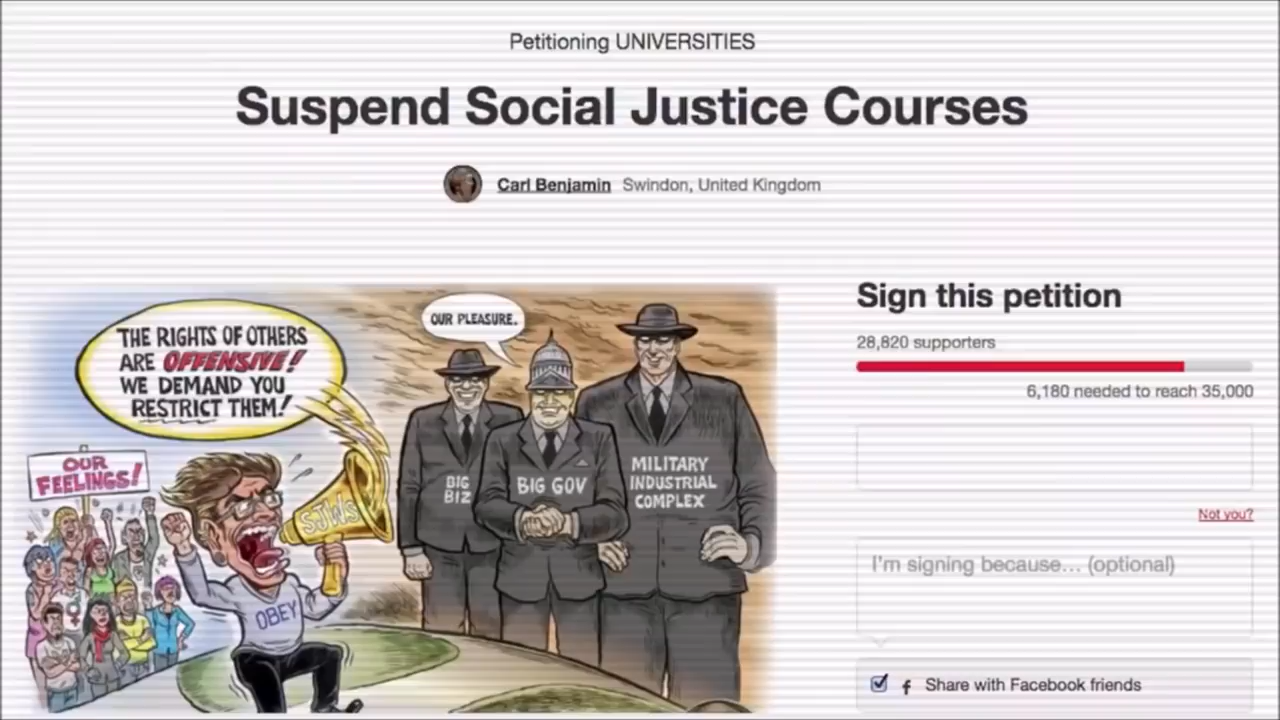 Petitioning UNIVERSITIES
Suspend Social Justice Courses
Carl Benjamin Swindon, United Kingdom
THE RIGHTS OF OTHERS
ARE OFFENSIVE!
WE DEMAND YOU
RESTRICT THEM!
OUR PLEASURE.
OUR
FEELINGS!
SJWS
OBEY
BIG
BIZ
BIG GOV
MILITARY
INDUSTRIAL
COMPLEX
Sign this petition
28,820 supporters
6,180 needed to reach 35,000
Not you?
I'm signing because... (optional)
f Share with Facebook friends